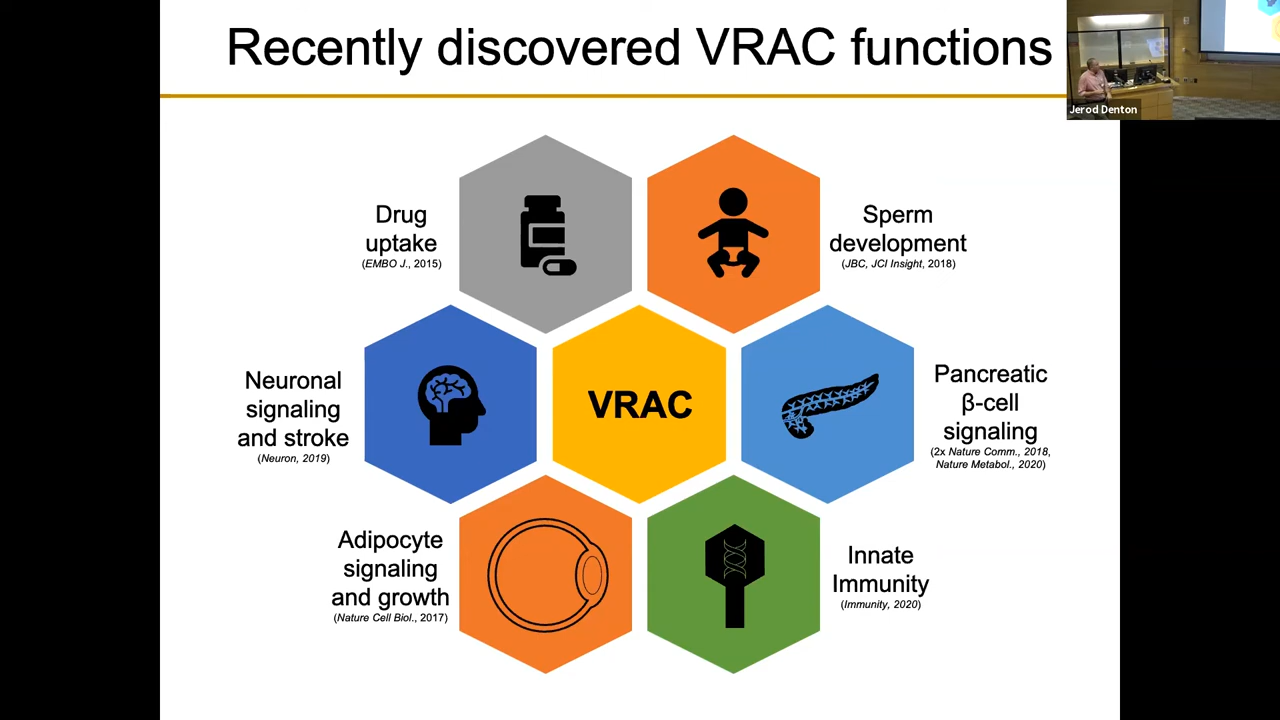 Recently discovered VRAC functions
Jerod Denton
Drug
uptake
(EMBO J., 2015)
Sperm
development
(JBC, JCI Insight, 2018)
Neuronal
signaling
and stroke
(Neuron, 2019)
VRAC
Pancreatic
β-cell
signaling
(2x Nature Comm., 2018,
Nature Metabol., 2020)
Adipocyte
signaling
and growth
(Nature Cell Biol., 2017)
Innate
Immunity
(Immunity, 2020)